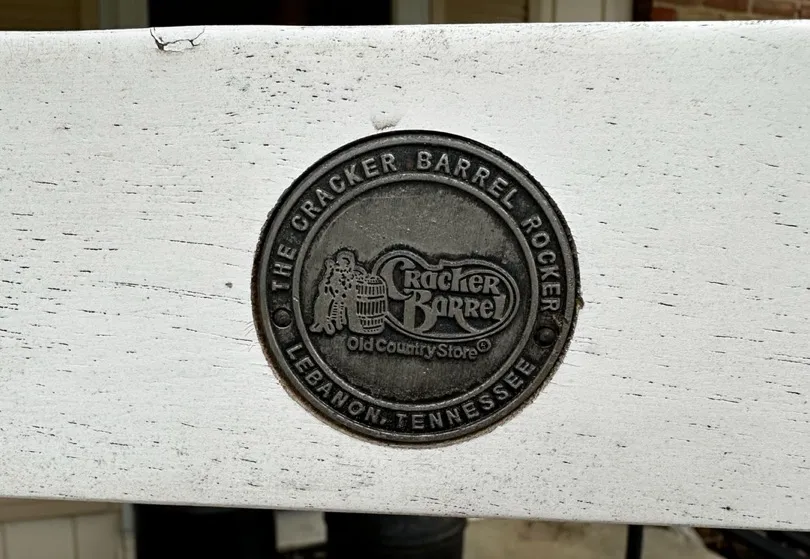 THE CRACKER BARREL ROCKER
Cracker
Barrel
Old Country Store®
LEBANON, TENNESSEE